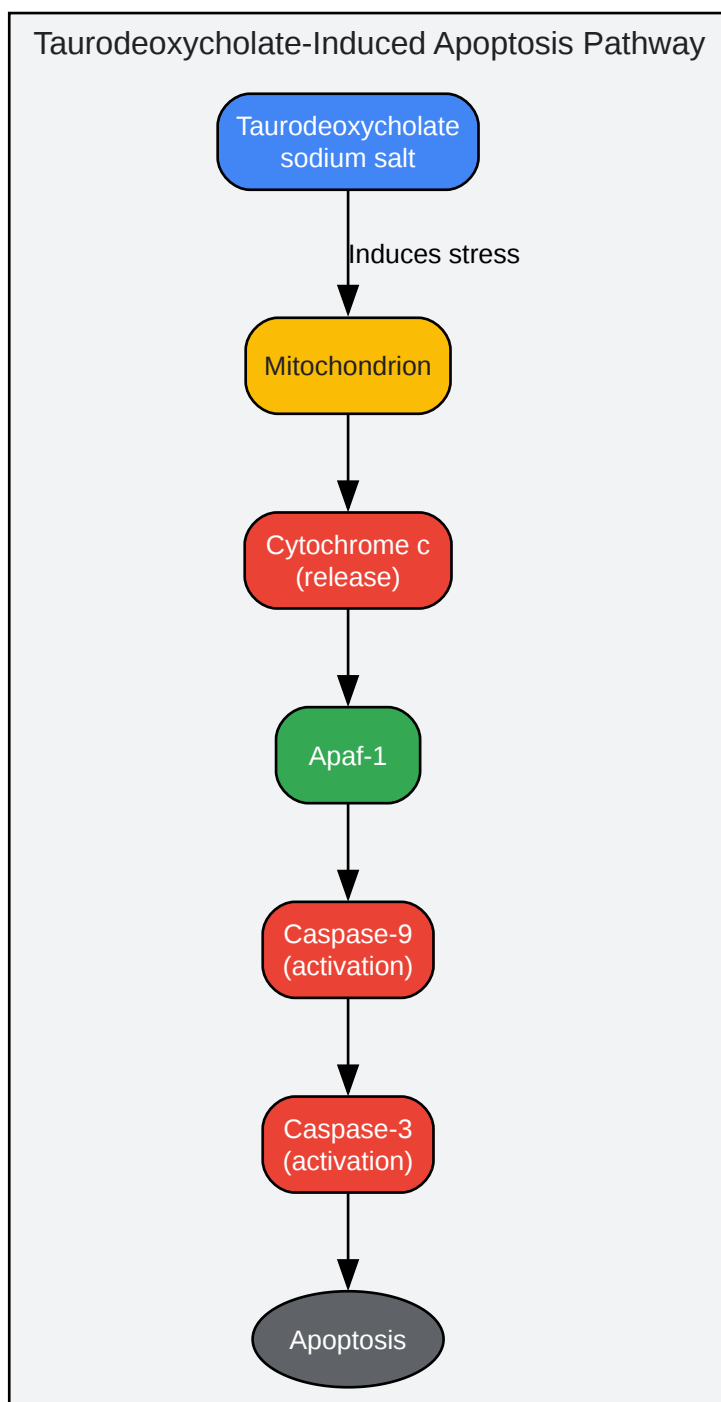 Taurodeoxycholate-Induced Apoptosis Pathway
Taurodeoxycholate
sodium salt
Induces stress
Mitochondrion
Cytochrome c
(release)
Apaf-1
Caspase-9
(activation)
Caspase-3
(activation)
Apoptosis